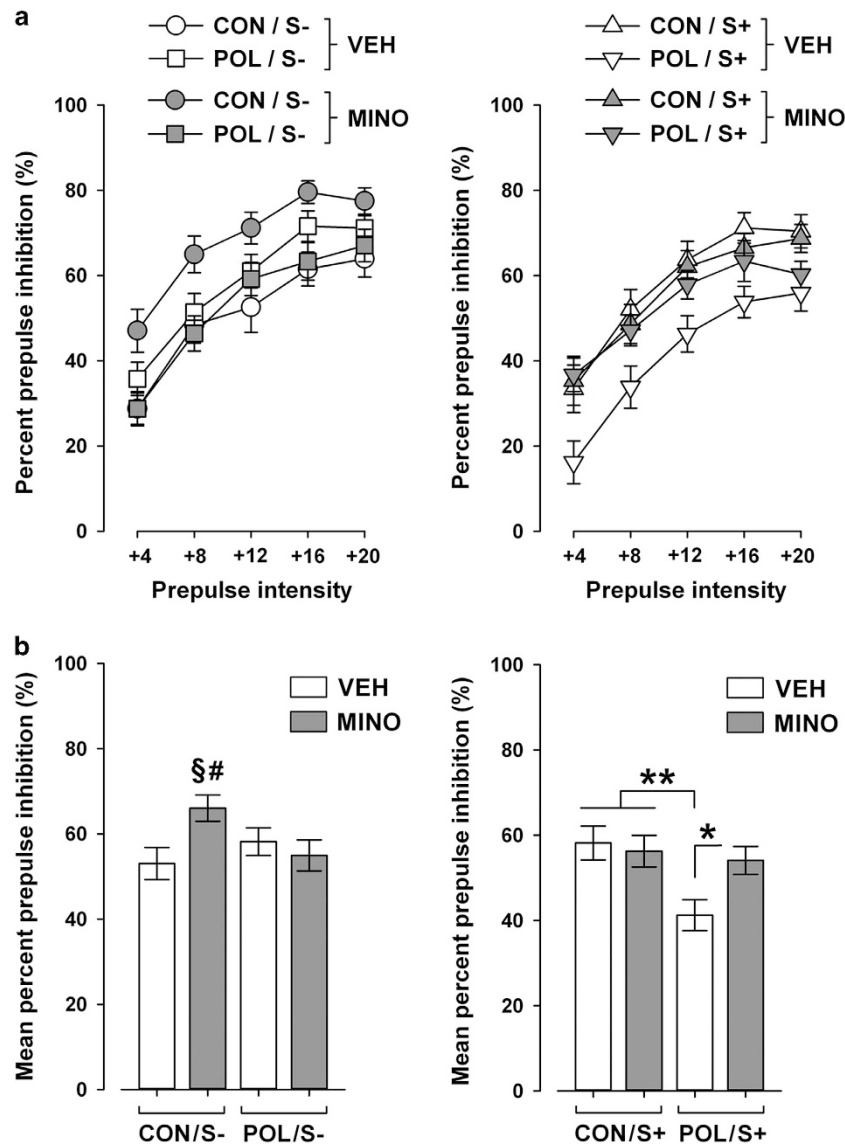 a
CON / S-
POL / S-
VEH
CON / S-
POL / S-
MINO
Percent prepulse inhibition (%)
100
80
60
40
20
0
+4 +8 +12 +16 +20
Prepulse intensity
CON / S+
POL / S+
VEH
CON / S+
POL / S+
MINO
Percent prepulse inhibition (%)
100
80
60
40
20
0
+4 +8 +12 +16 +20
Prepulse intensity
b
Mean percent prepulse inhibition (%)
100
80
60
40
20
0
VEH
MINO
§#
CON/S- POL/S-
Mean percent prepulse inhibition (%)
100
80
60
40
20
0
VEH
MINO
**
*
CON/S+ POL/S+